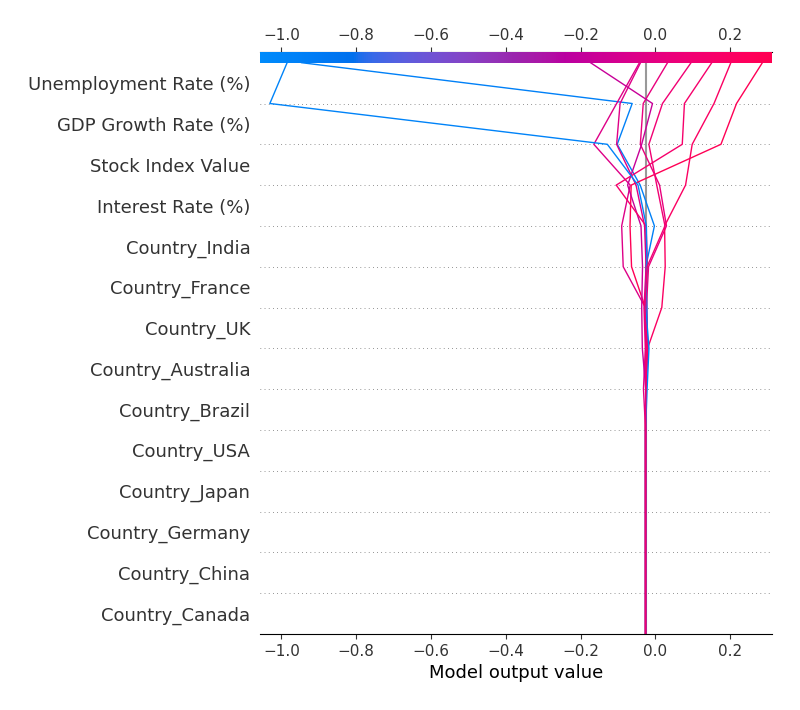 −1.0 −0.8 −0.6 −0.4 −0.2 0.0 0.2
Unemployment Rate (%)
GDP Growth Rate (%)
Stock Index Value
Interest Rate (%)
Country_India
Country_France
Country_UK
Country_Australia
Country_Brazil
Country_USA
Country_Japan
Country_Germany
Country_China
Country_Canada
−1.0 −0.8 −0.6 −0.4 −0.2 0.0 0.2
Model output value